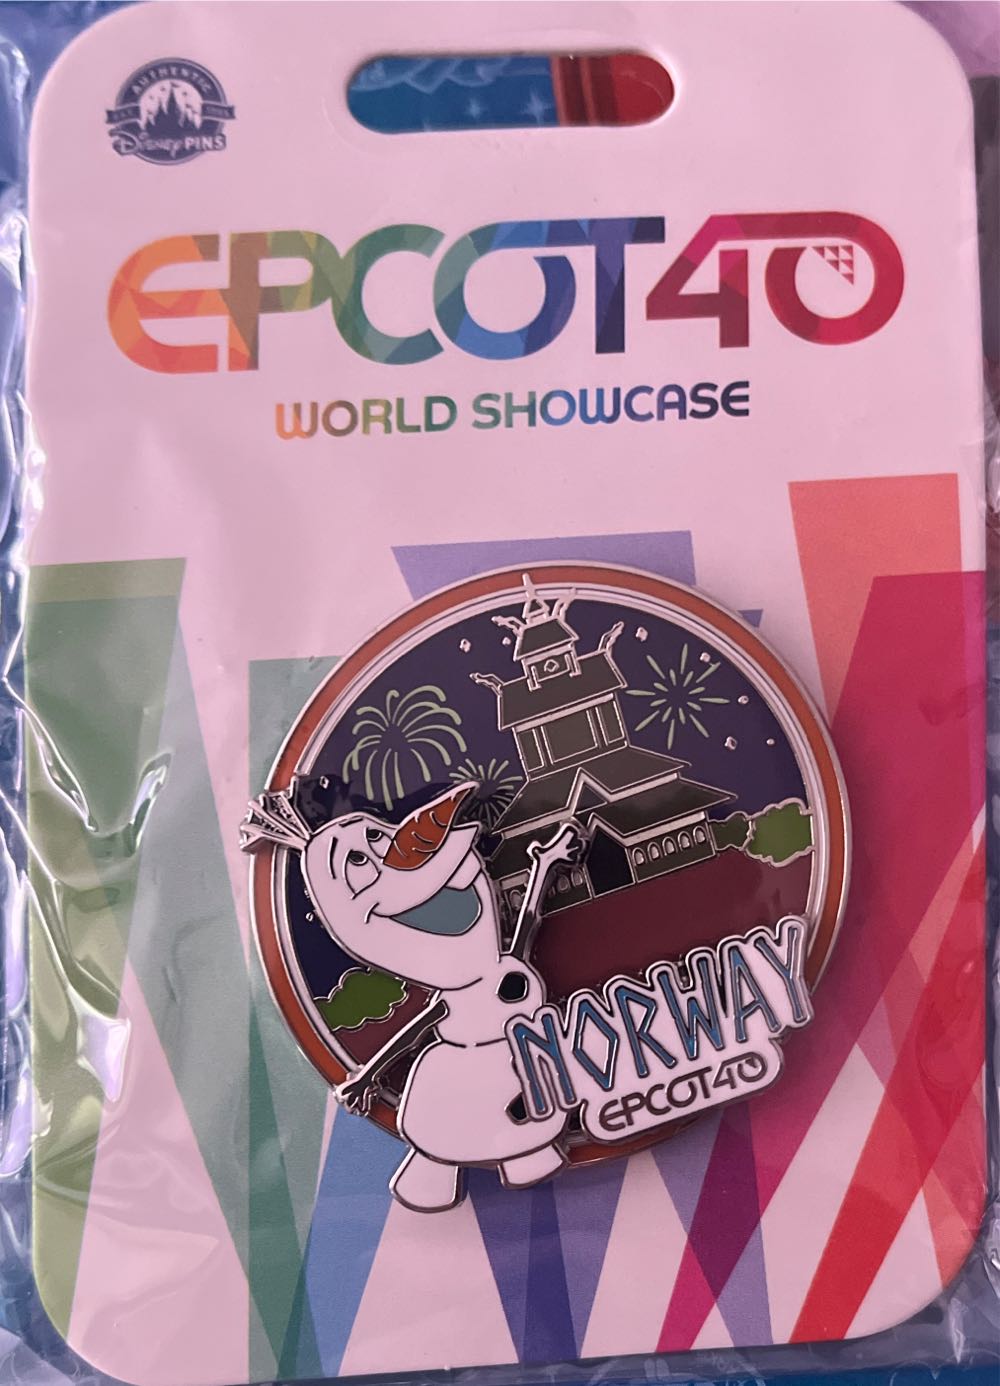 AUTHENTIC
Disney PINS
EPCOT40
WORLD SHOWCASE
NORWAY
EPCOT40